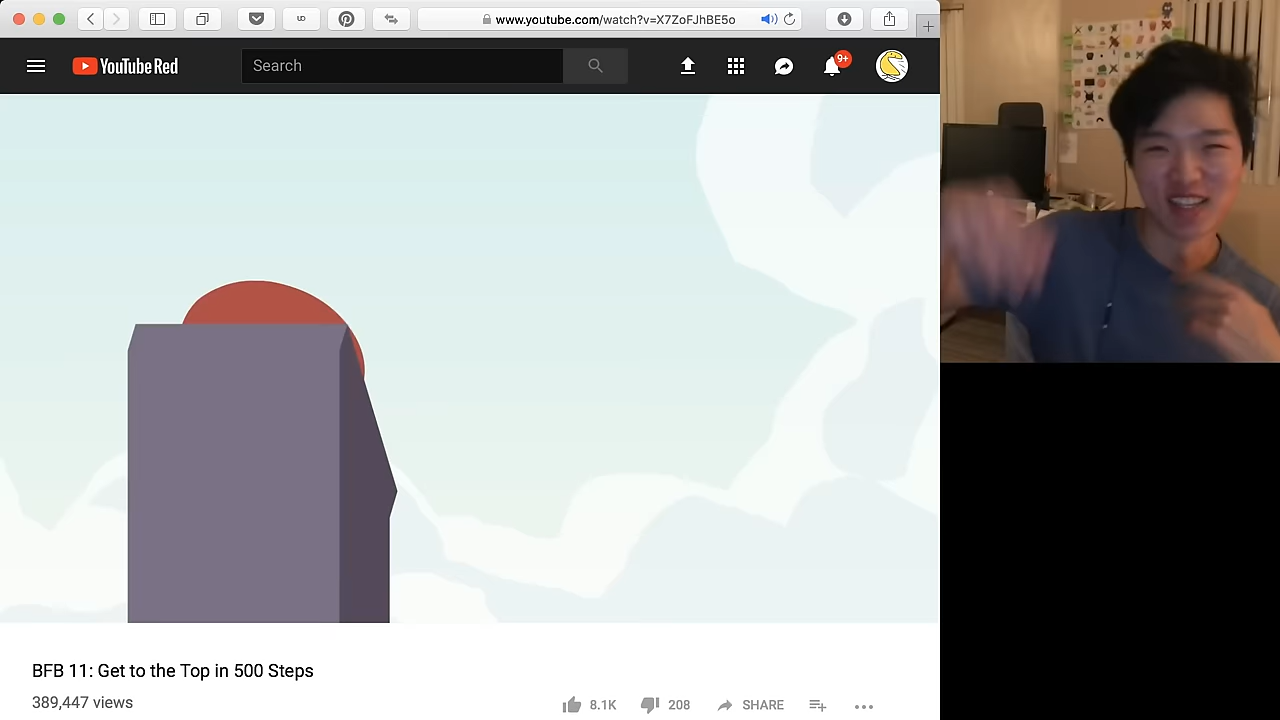 www.youtube.com/watch?v=X7ZoFJhBE5o
YouTube Red
Search
9+
BFB 11: Get to the Top in 500 Steps
389,447 views
8.1K
208
SHARE